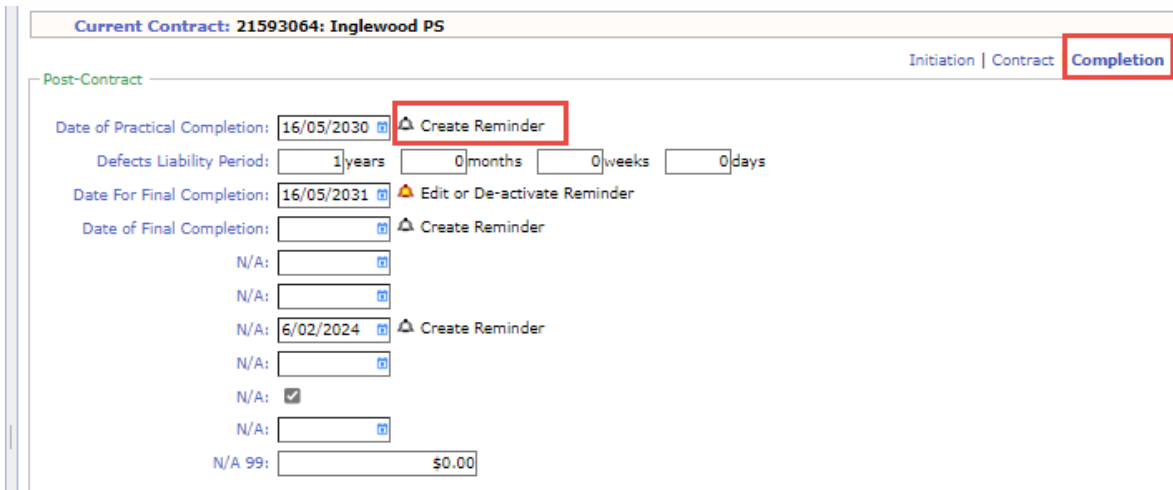 Current Contract: 21593064: Inglewood PS
Initiation | Contract Completion
Post-Contract
Date of Practical Completion: 16/05/2030 Create Reminder
Defects Liability Period: 1 years 0 months 0 weeks 0 days
Date For Final Completion: 16/05/2031 Edit or De-activate Reminder
Date of Final Completion: Create Reminder
N/A:
N/A:
N/A: 6/02/2024 Create Reminder
N/A:
N/A:
N/A:
N/A 99: $0.00